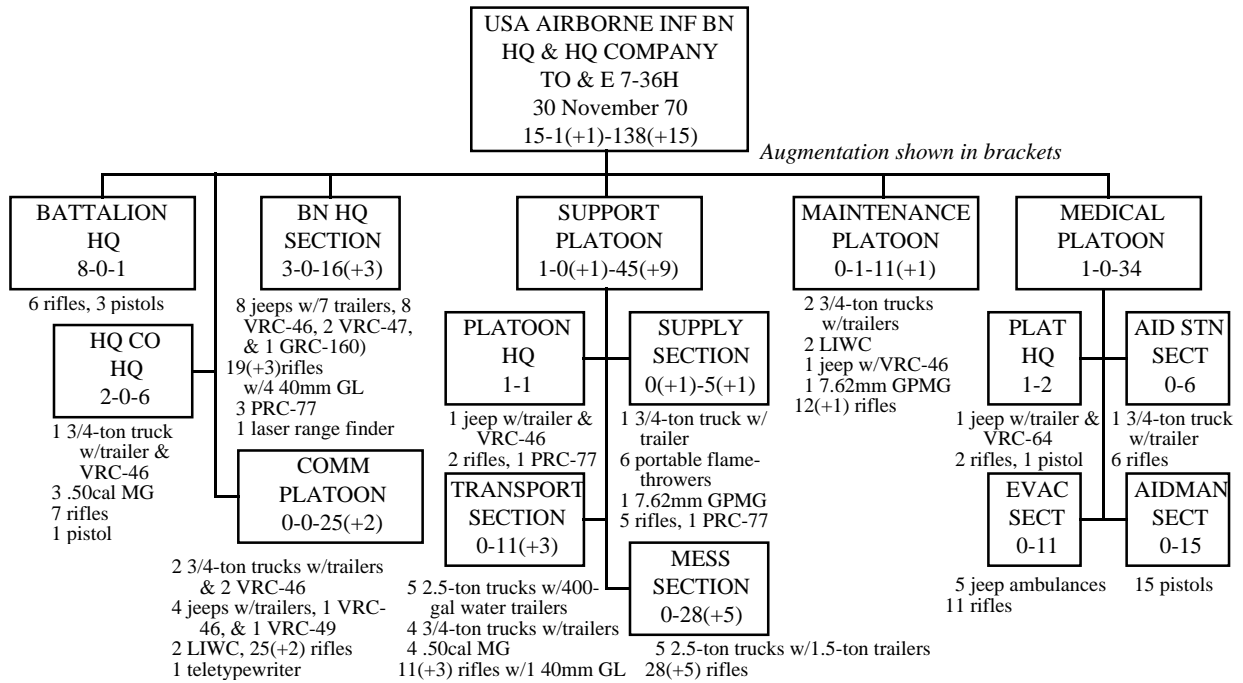 USA AIRBORNE INF BN
HQ & HQ COMPANY
TO & E 7-36H
30 November 70
15-1(+1)-138(+15)
Augmentation shown in brackets
BATTALION
HQ
8-0-1
6 rifles, 3 pistols
HQ CO
HQ
2-0-6
1 3/4-ton truck
w/trailer &
VRC-46
3 .50cal MG
7 rifles
1 pistol
BN HQ
SECTION
3-0-16(+3)
8 jeeps w/7 trailers, 8
VRC-46, 2 VRC-47,
& 1 GRC-160)
19(+3)rifles
w/4 40mm GL
3 PRC-77
1 laser range finder
COMM
PLATOON
0-0-25(+2)
2 3/4-ton trucks w/trailers
& 2 VRC-46
4 jeeps w/trailers, 1 VRC-
46, & 1 VRC-49
2 LIWC, 25(+2) rifles
1 teletypewriter
SUPPORT
PLATOON
1-0(+1)-45(+9)
PLATOON
HQ
1-1
1 jeep w/trailer &
VRC-46
2 rifles, 1 PRC-77
SUPPLY
SECTION
0(+1)-5(+1)
1 3/4-ton truck w/
trailer
6 portable flame-
throwers
1 7.62mm GPMG
5 rifles, 1 PRC-77
TRANSPORT
SECTION
0-11(+3)
5 2.5-ton trucks w/400-
gal water trailers
4 3/4-ton trucks w/trailers
4 .50cal MG
11(+3) rifles w/1 40mm GL
MESS
SECTION
0-28(+5)
5 2.5-ton trucks w/1.5-ton trailers
28(+5) rifles
MAINTENANCE
PLATOON
0-1-11(+1)
2 3/4-ton trucks
w/trailers
2 LIWC
1 jeep w/VRC-46
1 7.62mm GPMG
12(+1) rifles
MEDICAL
PLATOON
1-0-34
PLAT
HQ
1-2
1 jeep w/trailer &
VRC-64
2 rifles, 1 pistol
AID STN
SECT
0-6
1 3/4-ton truck
w/trailer
6 rifles
EVAC
SECT
0-11
5 jeep ambulances
11 rifles
AIDMAN
SECT
0-15
15 pistols